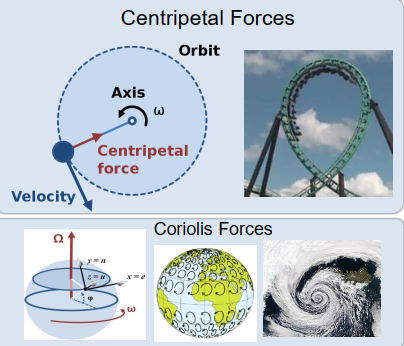 Centripetal Forces
Orbit
Axis
ω
Centripetal
force
Velocity
Coriolis Forces
Ω
y = n
z = u
x = e
φ
ω